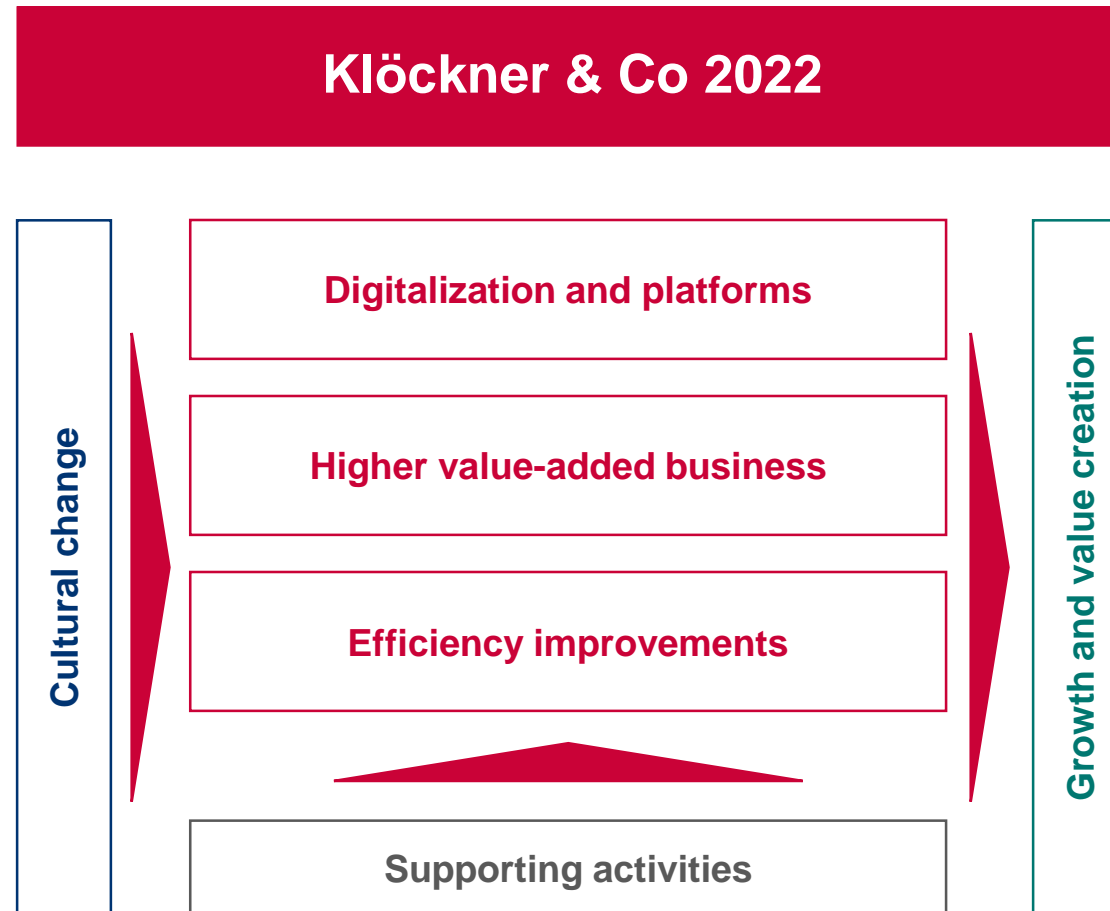 Klöckner & Co 2022
Cultural change
Digitalization and platforms
Higher value-added business
Efficiency improvements
Supporting activities
Growth and value creation